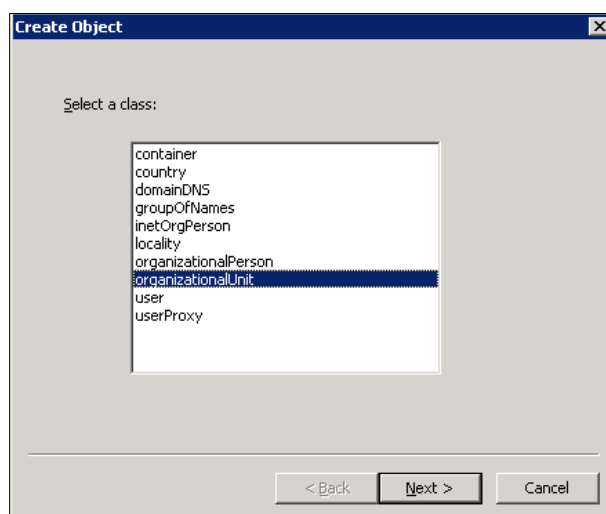 Create Object
Select a class:
container
country
domainDNS
groupOfNames
inetOrgPerson
locality
organizationalPerson
organizationalUnit
user
userProxy
< Back
Next >
Cancel